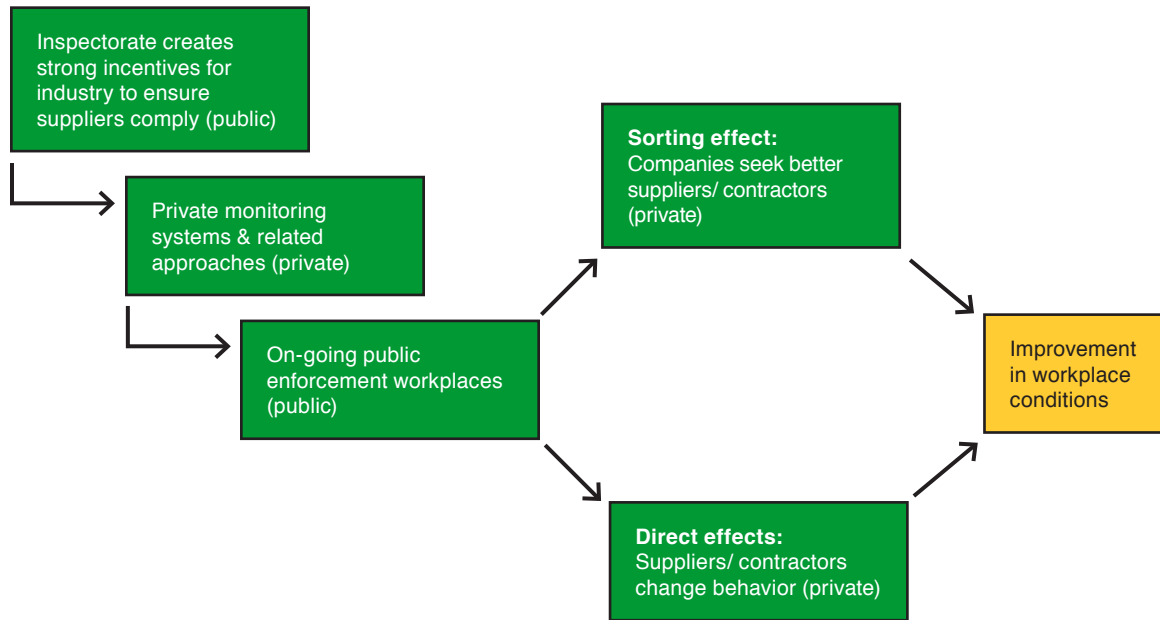 Inspectorate creates
strong incentives for
industry to ensure
suppliers comply (public)
Private monitoring
systems & related
approaches (private)
On-going public
enforcement workplaces
(public)
Sorting effect:
Companies seek better
suppliers/ contractors
(private)
Direct effects:
Suppliers/ contractors
change behavior (private)
Improvement
in workplace
conditions